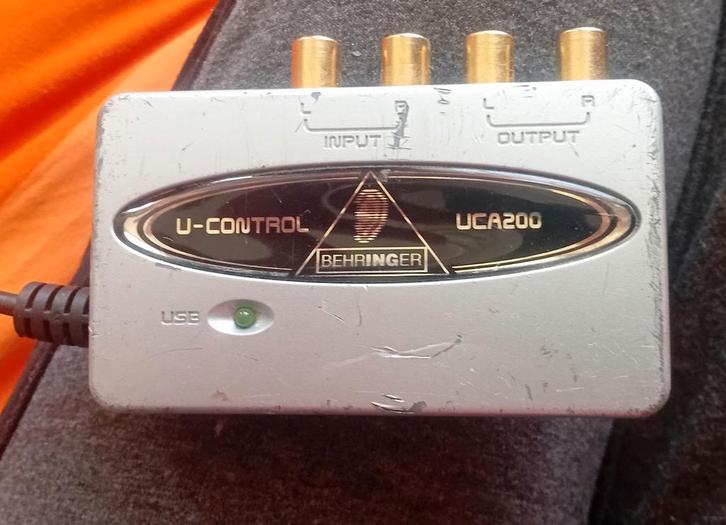 L R L R
INPUT OUTPUT
U-CONTROL UCA200
BEHRINGER
USB